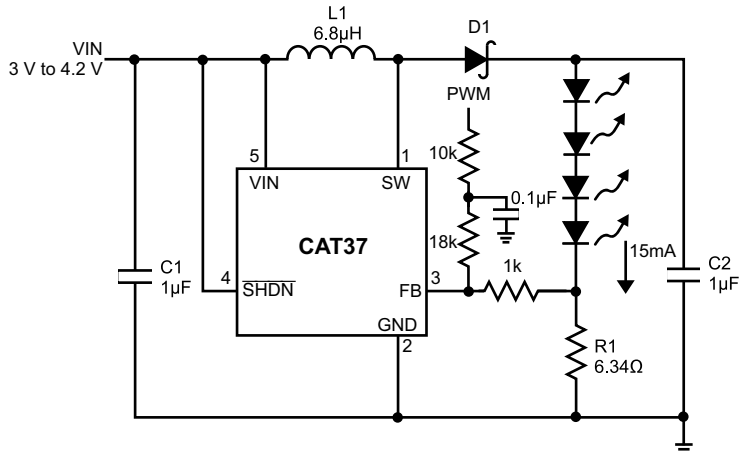 L1
6.8µH
D1
VIN
3 V to 4.2 V
PWM
10k
0.1µF
18k
5
1
VIN
SW
CAT37
C1
1µF
4
SHDN
FB
3
1k
15mA
C2
1µF
GND
2
R1
6.34Ω